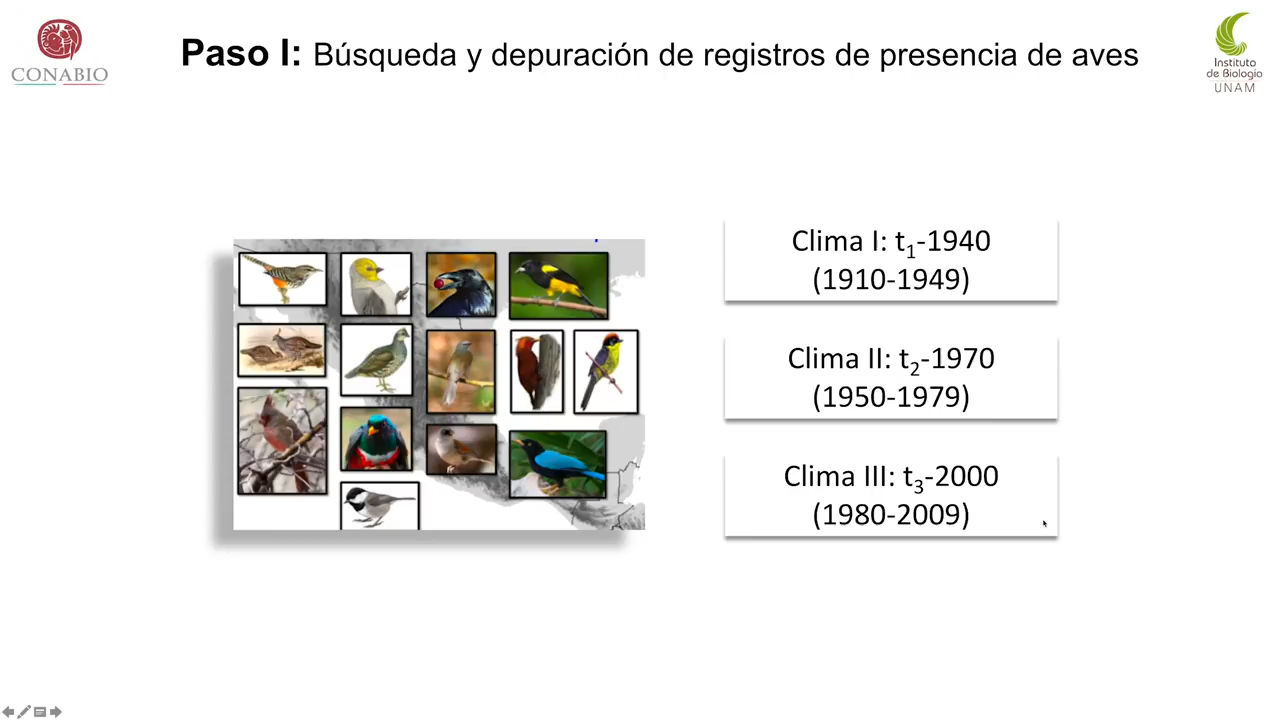 CONABIO
Paso I: Búsqueda y depuración de registros de presencia de aves
Instituto
de Biología
UNAM
Clima I: t₁-1940
(1910-1949)
Clima II: t₂-1970
(1950-1979)
Clima III: t₃-2000
(1980-2009)